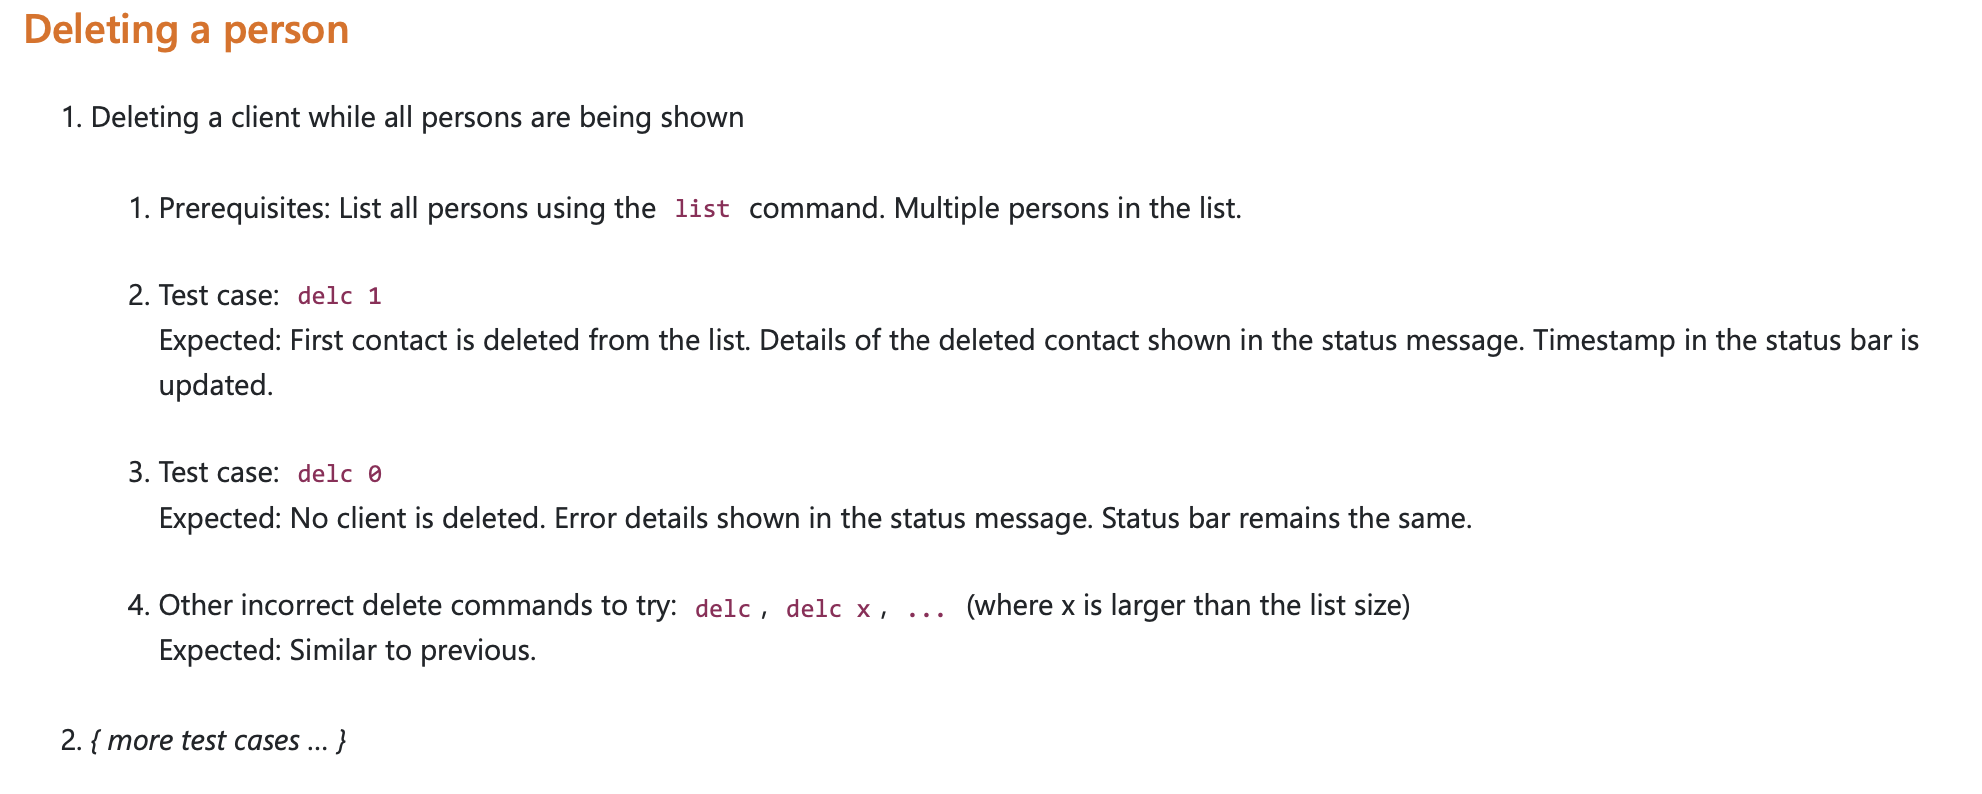 Deleting a person
1. Deleting a client while all persons are being shown
1. Prerequisites: List all persons using the list command. Multiple persons in the list.
2. Test case: delc 1
Expected: First contact is deleted from the list. Details of the deleted contact shown in the status message. Timestamp in the status bar is
updated.
3. Test case: delc 0
Expected: No client is deleted. Error details shown in the status message. Status bar remains the same.
4. Other incorrect delete commands to try: delc, delc x, ... (where x is larger than the list size)
Expected: Similar to previous.
2. { more test cases ... }